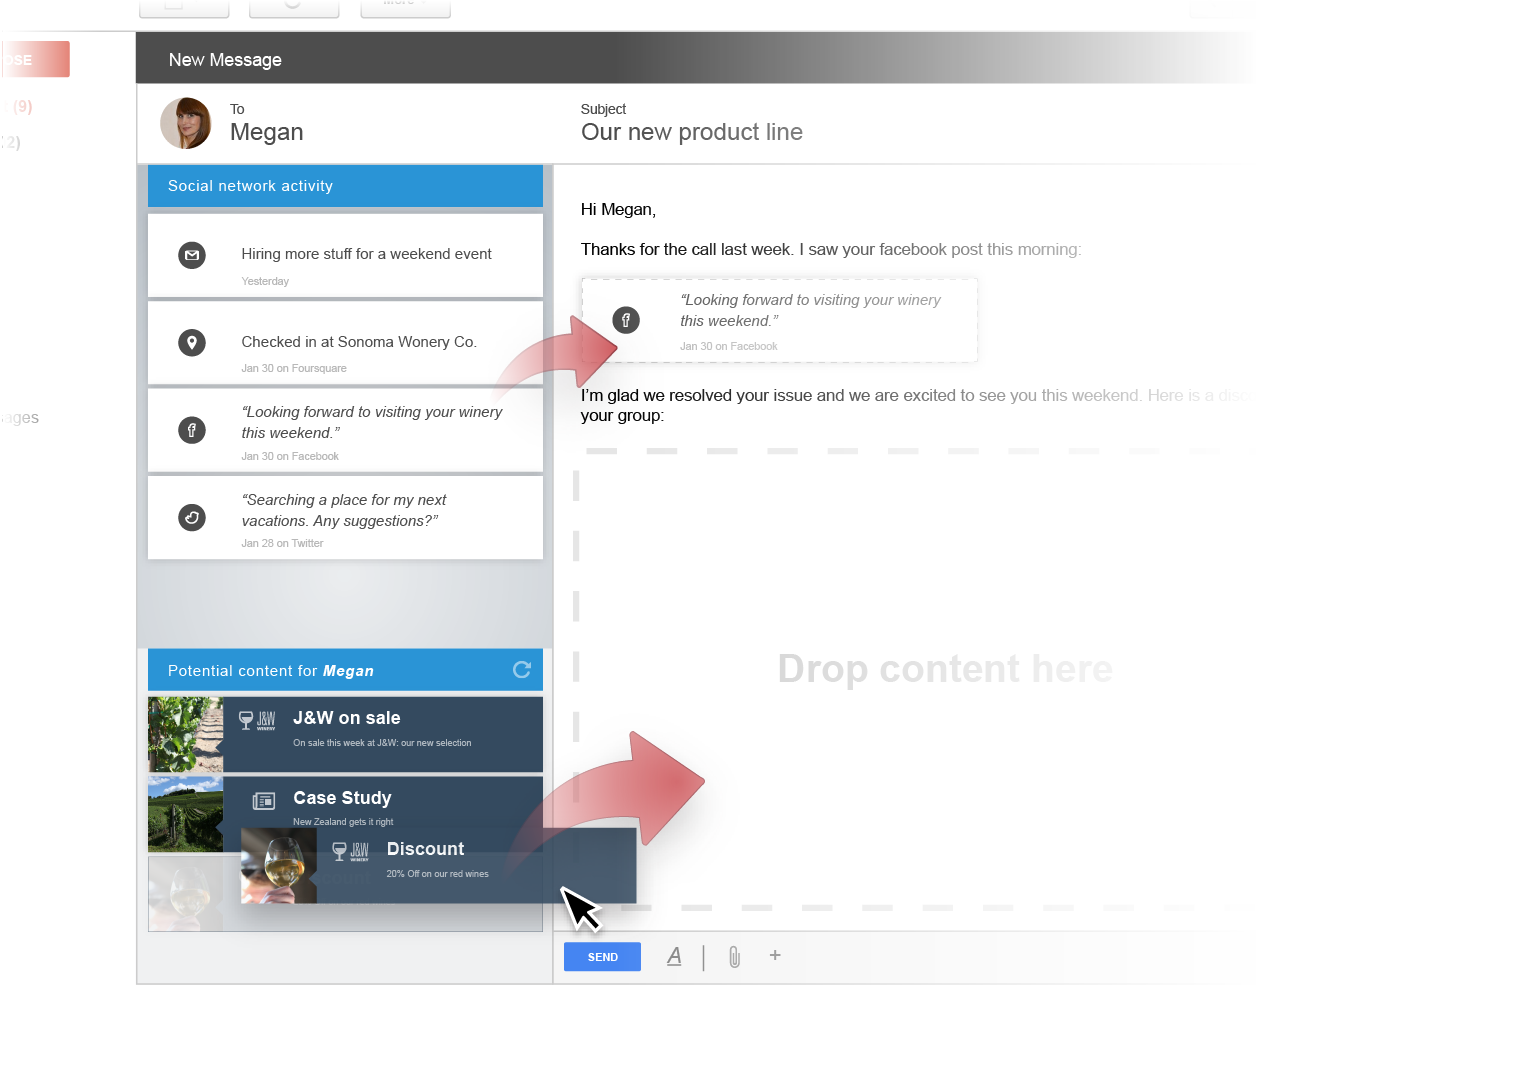 More
OSE
(9)
2)
ages
New Message
To
Megan
Subject
Our new product line
Social network activity
Hiring more stuff for a weekend event
Yesterday
Checked in at Sonoma Wonery Co.
Jan 30 on Foursquare
“Looking forward to visiting your winery
this weekend.”
Jan 30 on Facebook
“Searching a place for my next
vacations. Any suggestions?”
Jan 28 on Twitter
Potential content for Megan
J&W
WINERY
J&W on sale
On sale this week at J&W: our new selection
Case Study
New Zealand gets it right
J&W
WINERY
Discount
20% Off on our red wines
Hi Megan,
Thanks for the call last week. I saw your facebook post this morning:
“Looking forward to visiting your winery
this weekend.”
Jan 30 on Facebook
I’m glad we resolved your issue and we are excited to see you this weekend. Here is a disc
your group:
Drop content here
SEND
A
+